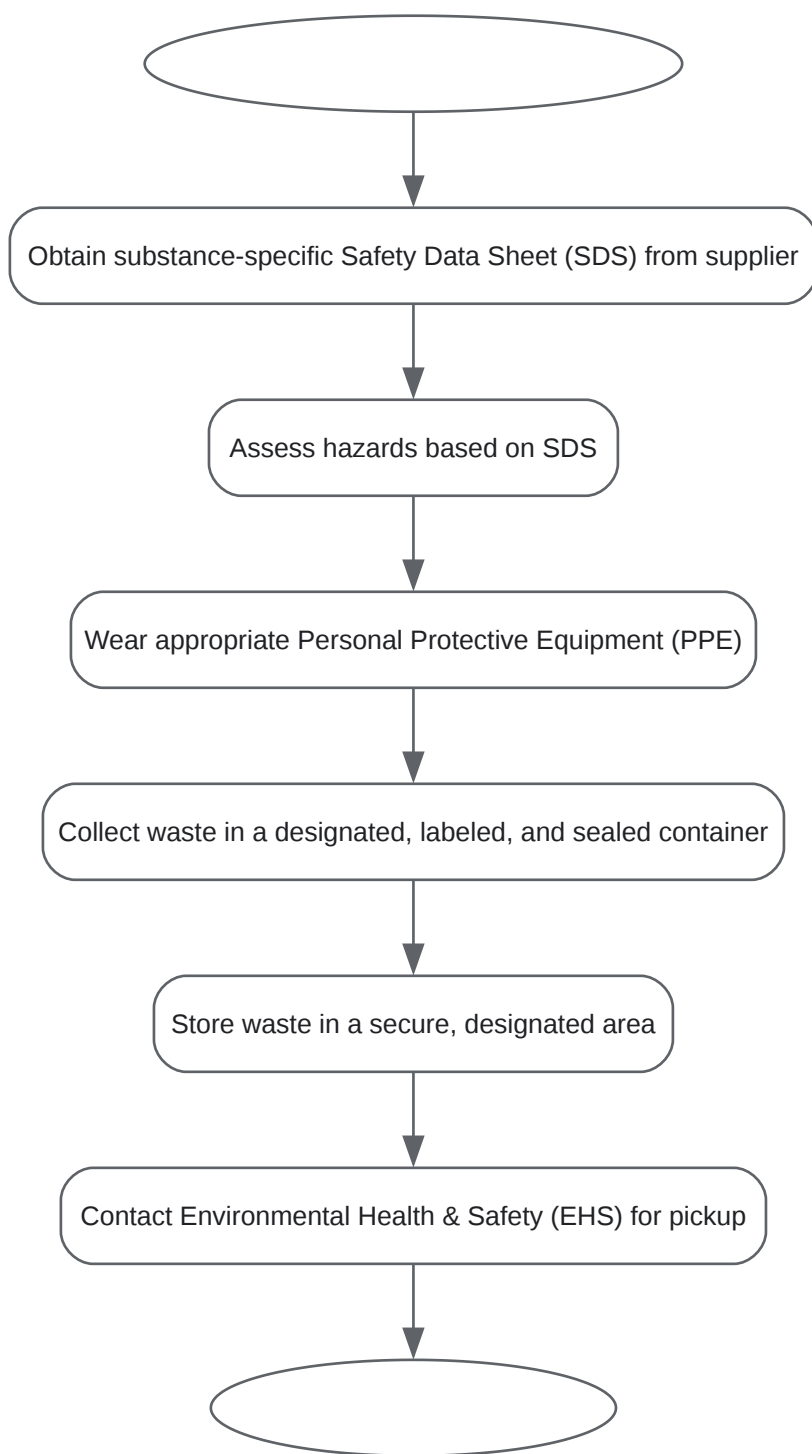 Obtain substance-specific Safety Data Sheet (SDS) from supplier
Assess hazards based on SDS
Wear appropriate Personal Protective Equipment (PPE)
Collect waste in a designated, labeled, and sealed container
Store waste in a secure, designated area
Contact Environmental Health & Safety (EHS) for pickup